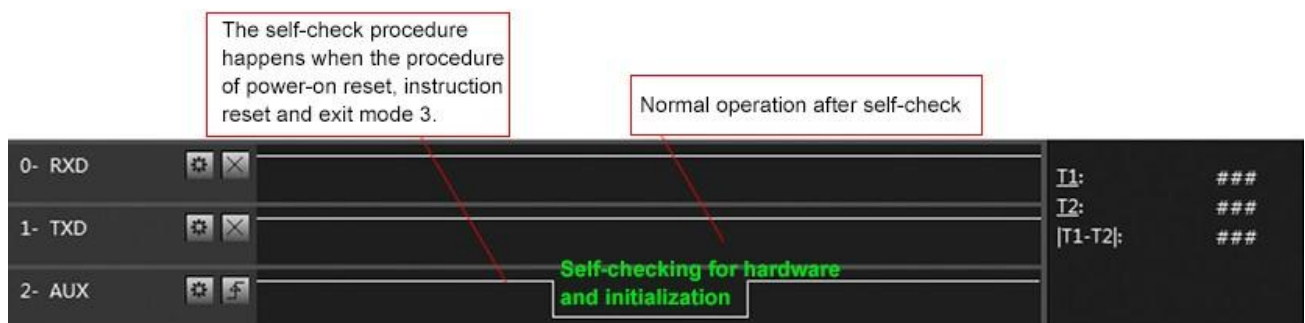 The self-check procedure
happens when the procedure
of power-on reset, instruction
reset and exit mode 3.
Normal operation after self-check
0- RXD
T1: ###
T2: ###
1- TXD
|T1-T2|: ###
Self-checking for hardware
and initialization
2- AUX